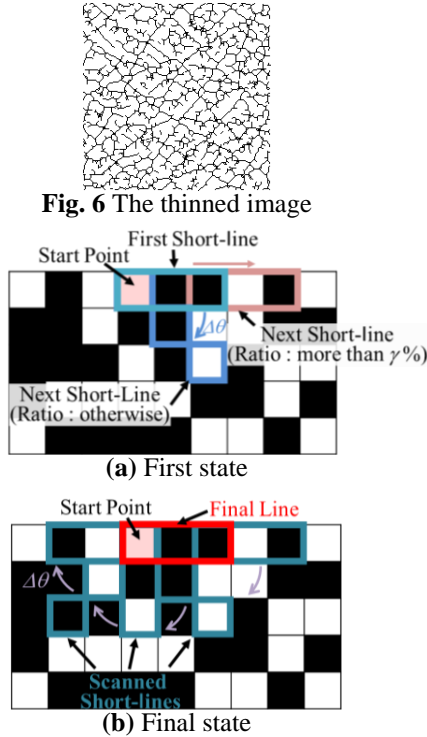 Fig. 6 The thinned image
First Short-line
Start Point
Δθ
Next Short-line
(Ratio : more than γ %)
Next Short-Line
(Ratio : otherwise)
(a) First state
Start Point
Final Line
Δθ
Scanned
Short-lines
(b) Final state